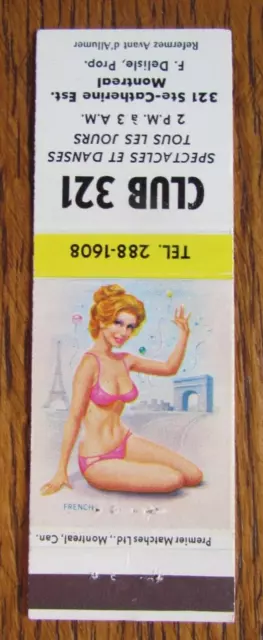 Premier Matches Ltd., Montreal, Can.
FRENCH
TEL. 288-1608
CLUB 321
SPECTACLES ET DANSES
TOUS LES JOURS
2 P.M. à 3 A.M.
321 Ste-Catherine Est.
Montreal
F. Delisle, Prop.
Refermez Avant d'Allumer